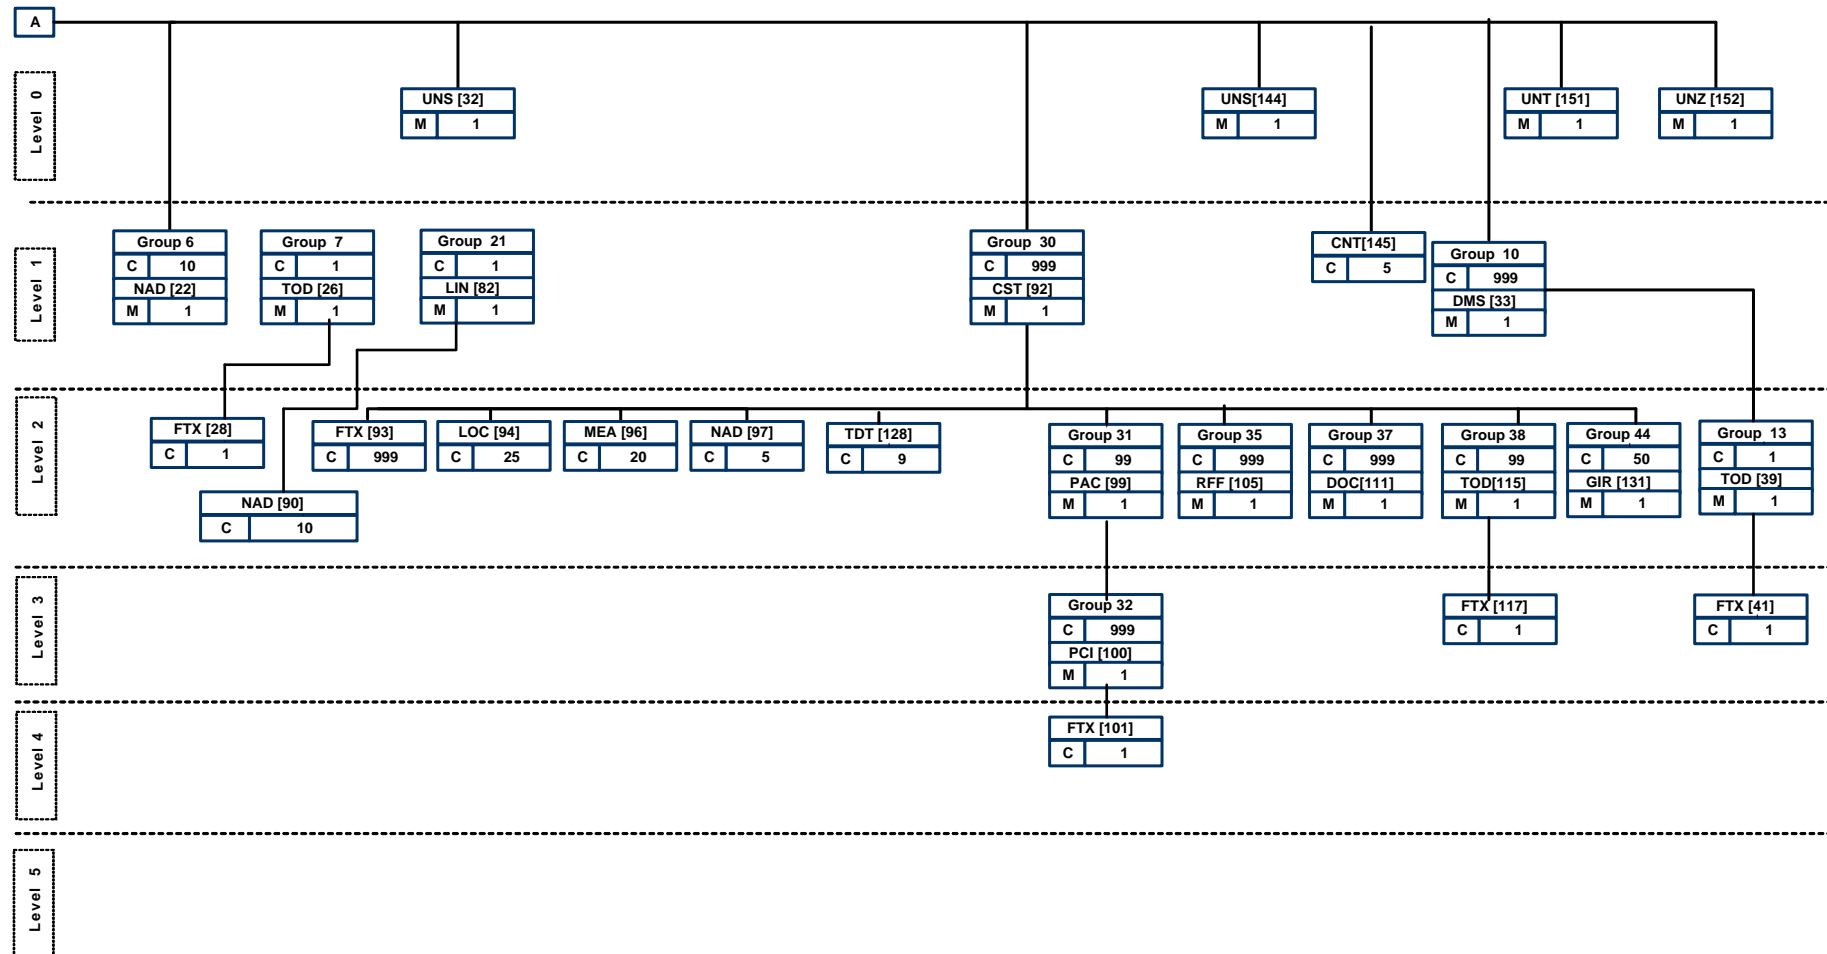 A
Level 0
UNS [32]
M 1
UNS[144]
M 1
UNT [151]
M 1
UNZ [152]
M 1
Level 1
Group 6
C 10
NAD [22]
M 1
Group 7
C 1
TOD [26]
M 1
Group 21
C 1
LIN [82]
M 1
Group 30
C 999
CST [92]
M 1
CNT[145]
C 5
Group 10
C 999
DMS [33]
M 1
Level 2
FTX [28]
C 1
NAD [90]
C 10
FTX [93]
C 999
LOC [94]
C 25
MEA [96]
C 20
NAD [97]
C 5
TDT [128]
C 9
Group 31
C 99
PAC [99]
M 1
Group 35
C 999
RFF [105]
M 1
Group 37
C 999
DOC[111]
M 1
Group 38
C 99
TOD[115]
M 1
Group 44
C 50
GIR [131]
M 1
Group 13
C 1
TOD [39]
M 1
Level 3
Group 32
C 999
PCI [100]
M 1
FTX [117]
C 1
FTX [41]
C 1
Level 4
FTX [101]
C 1
Level 5